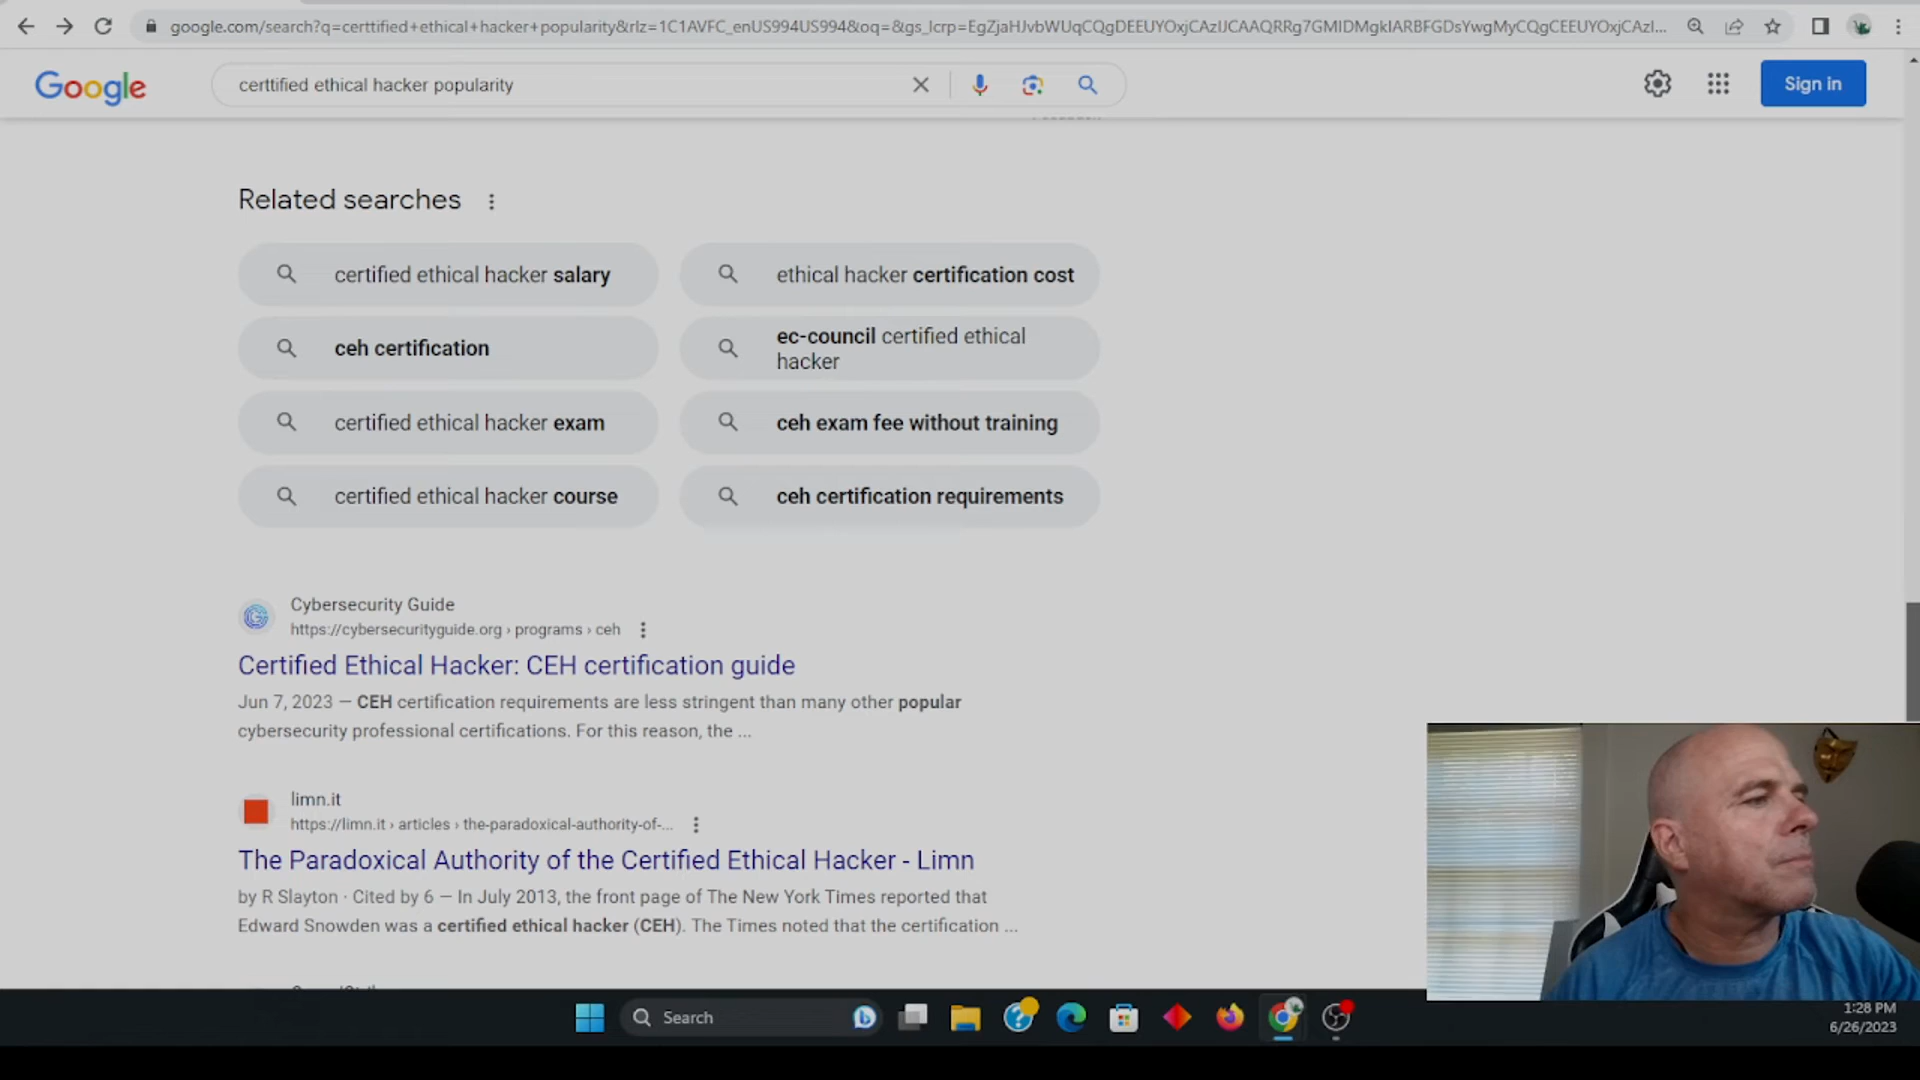 google.com/search?q=certtified+ethical+hacker+popularity&rlz=1C1AVFC_enUS994US994&oq=&gs_lcrp=EgZjaHJvbWUqCQgDEEUYOxjCAzIJCAAQRRg7GMIDMgkIARBFGDsYwgMyCQgCEEUYOxjCAzI...
Google
certtified ethical hacker popularity
Sign in
Related searches
certified ethical hacker salary
ethical hacker certification cost
ceh certification
ec-council certified ethical
hacker
certified ethical hacker exam
ceh exam fee without training
certified ethical hacker course
ceh certification requirements
Cybersecurity Guide
https://cybersecurityguide.org › programs › ceh
Certified Ethical Hacker: CEH certification guide
Jun 7, 2023 — CEH certification requirements are less stringent than many other popular
cybersecurity professional certifications. For this reason, the ...
limn.it
https://limn.it › articles › the-paradoxical-authority-of-...
The Paradoxical Authority of the Certified Ethical Hacker - Limn
by R Slayton · Cited by 6 — In July 2013, the front page of The New York Times reported that
Edward Snowden was a certified ethical hacker (CEH). The Times noted that the certification ...
Search
1:28 PM
6/26/2023